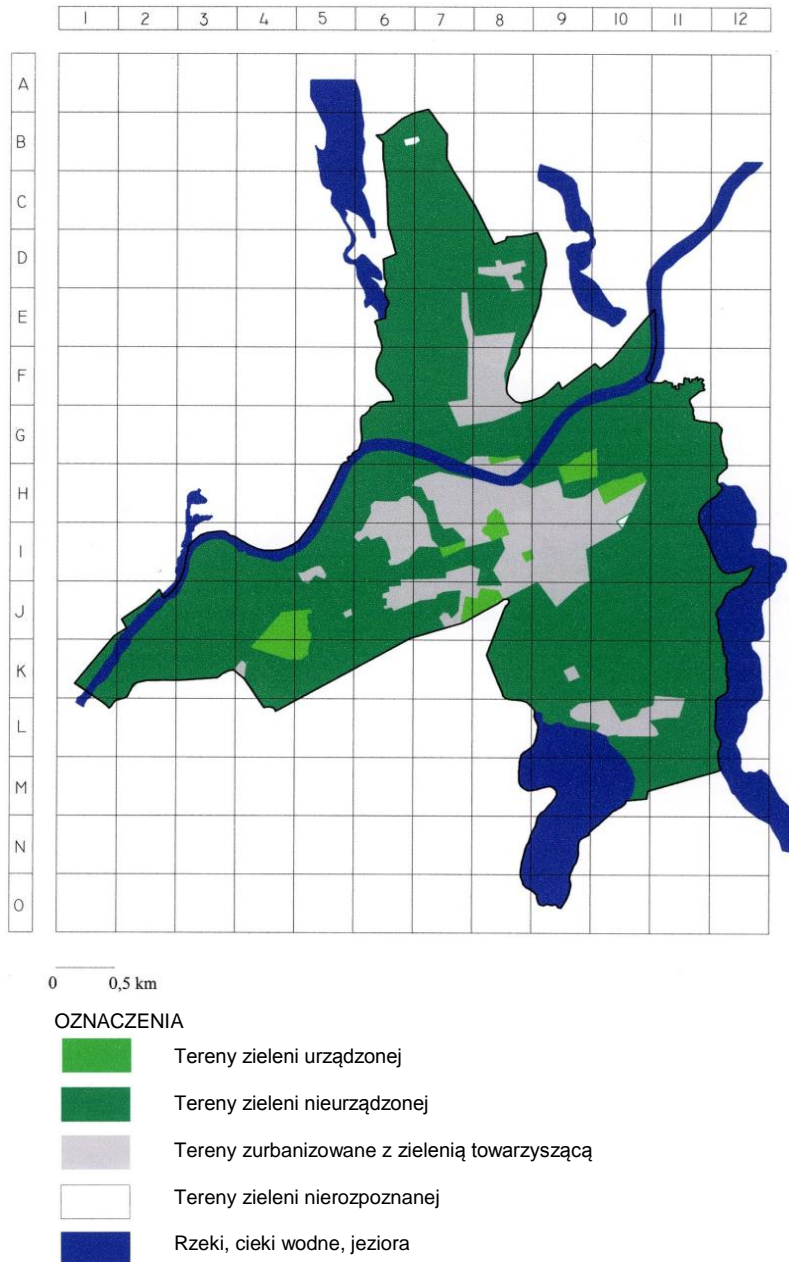 1 2 3 4 5 6 7 8 9 10 11 12
A
B
C
D
E
F
G
H
I
J
K
L
M
N
O
0 0,5 km
OZNACZENIA
Tereny zieleni urządzonej
Tereny zieleni nieurządzonej
Tereny zurbanizowane z zielenią towarzyszącą
Tereny zieleni nierozpoznanej
Rzeki, cieki wodne, jeziora